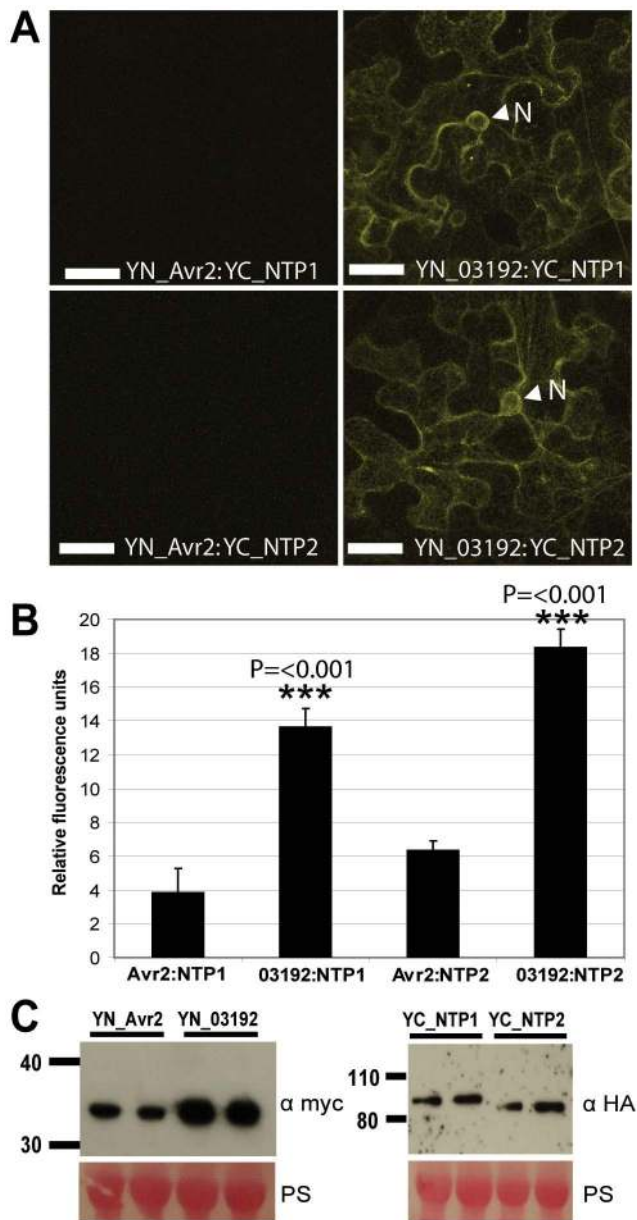 A
N
YN_Avr2:YC_NTP1
YN_03192:YC_NTP1
N
YN_Avr2:YC_NTP2
YN_03192:YC_NTP2
B
Relative fluorescence units
20
18
16
14
12
10
8
6
4
2
0
P=<0.001
***
P=<0.001
***
Avr2:NTP1
03192:NTP1
Avr2:NTP2
03192:NTP2
C
YN_Avr2
YN_03192
40
30
α myc
PS
YC_NTP1
YC_NTP2
110
80
α HA
PS